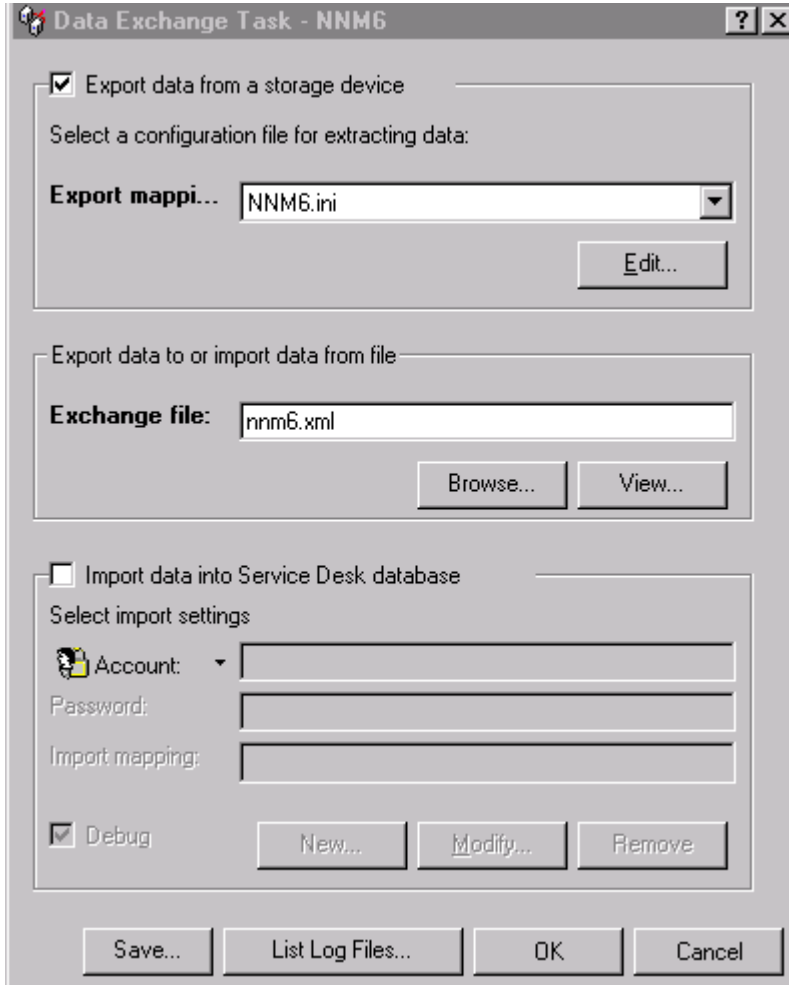 Data Exchange Task - NNM6
Export data from a storage device
Select a configuration file for extracting data:
Export mappi... NNM6.ini
Edit...
Export data to or import data from file
Exchange file: nnm6.xml
Browse... View...
Import data into Service Desk database
Select import settings
Account:
Password:
Import mapping:
Debug New... Modify... Remove
Save... List Log Files... OK Cancel